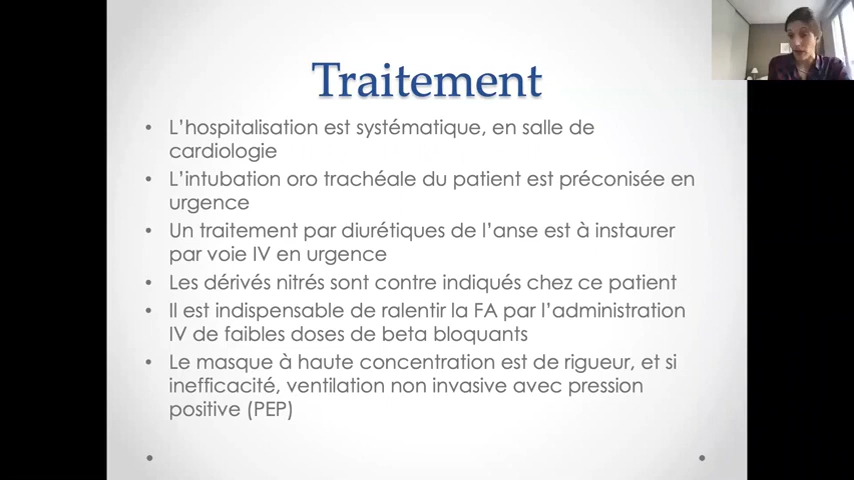 Traitement
• L'hospitalisation est systématique, en salle de
cardiologie
• L'intubation oro trachéale du patient est préconisée en
urgence
• Un traitement par diurétiques de l'anse est à instaurer
par voie IV en urgence
• Les dérivés nitrés sont contre indiqués chez ce patient
• Il est indispensable de ralentir la FA par l'administration
IV de faibles doses de beta bloquants
• Le masque à haute concentration est de rigueur, et si
inefficacité, ventilation non invasive avec pression
positive (PEP)